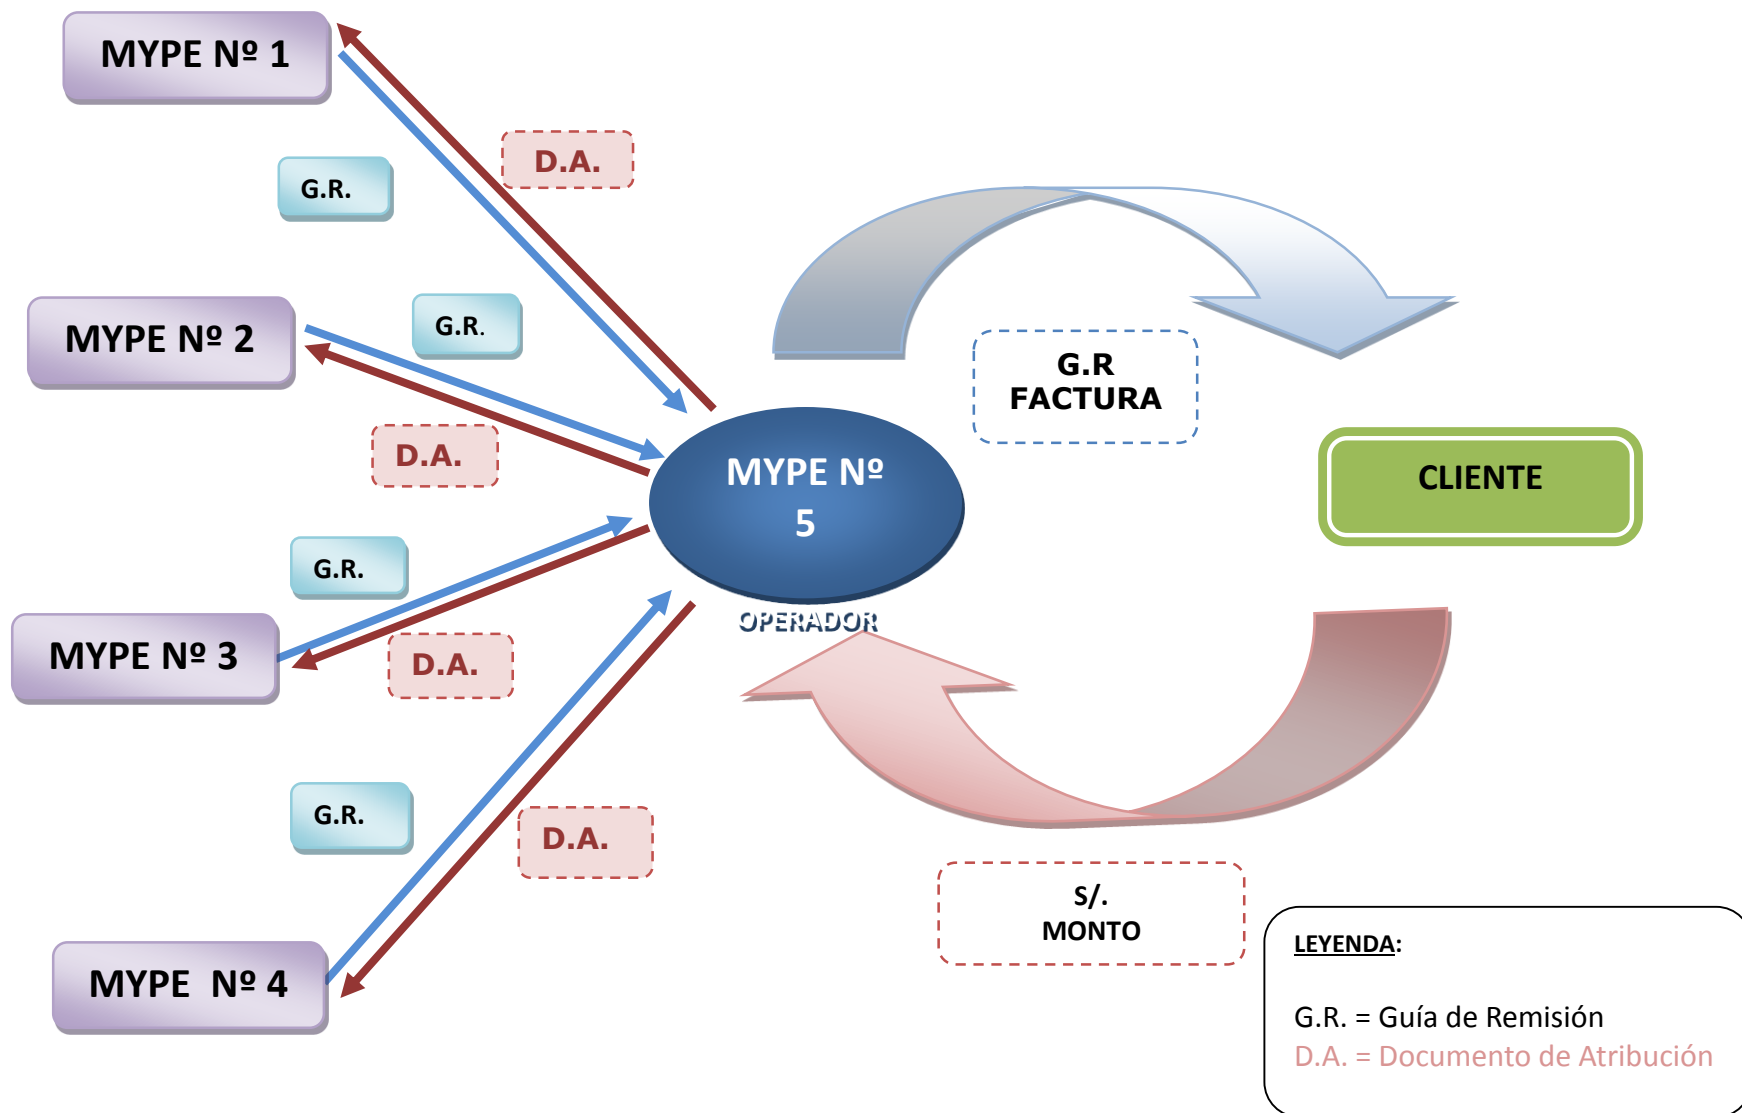 MYPE Nº 1
D.A.
G.R.
G.R.
MYPE Nº 2
D.A.
G.R
FACTURA
MYPE Nº
5
OPERADOR
CLIENTE
G.R.
MYPE Nº 3
D.A.
G.R.
D.A.
MYPE  Nº 4
S/.
MONTO
LEYENDA:
G.R. = Guía de Remisión
D.A. = Documento de Atribución